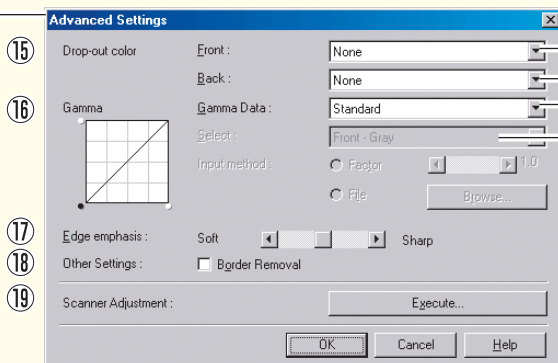 Advanced Settings
⑮ Drop-out color Front : None
Back : None
⑯ Gamma Gamma Data : Standard
Select : Front - Gray
Input method : Factor 1.0
File Browse...
⑰ Edge emphasis : Soft Sharp
⑱ Other Settings : Border Removal
⑲ Scanner Adjustment : Execute...
OK Cancel Help